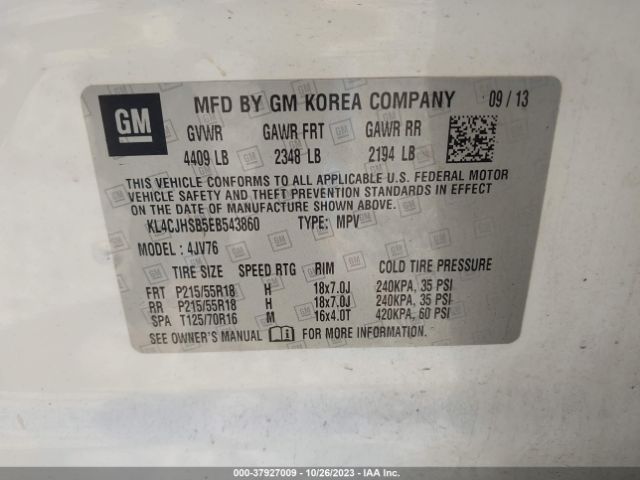 GM MFD BY GM KOREA COMPANY 09 / 13
GVWR GAWR FRT GAWR RR
4409 LB 2348 LB 2194 LB
THIS VEHICLE CONFORMS TO ALL APPLICABLE U.S. FEDERAL MOTOR
VEHICLE SAFETY AND THEFT PREVENTION STANDARDS IN EFFECT
ON THE DATE OF MANUFACTURE SHOWN ABOVE.
KL4CJHSB5EB543860 TYPE: MPV
MODEL : 4JV76
TIRE SIZE SPEED RTG RIM COLD TIRE PRESSURE
FRT P215/55R18 H 18x7.0J 240KPA, 35 PSI
RR P215/55R18 H 18x7.0J 240KPA, 35 PSI
SPA T125/70R16 M 16x4.0T 420KPA, 60 PSI
SEE OWNER'S MANUAL FOR MORE INFORMATION.
000-37927009 - 10/26/2023 - IAAI.com